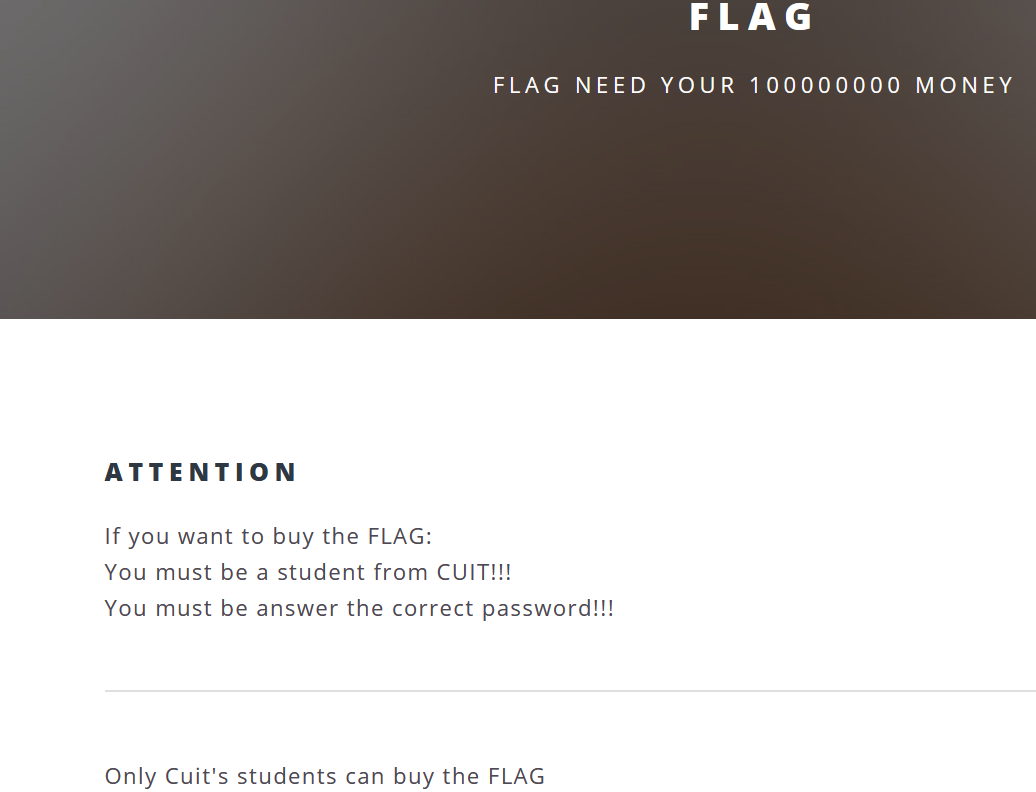 FLAG
FLAG NEED YOUR 100000000 MONEY
ATTENTION
If you want to buy the FLAG:
You must be a student from CUIT!!!
You must be answer the correct password!!!
Only Cuit's students can buy the FLAG